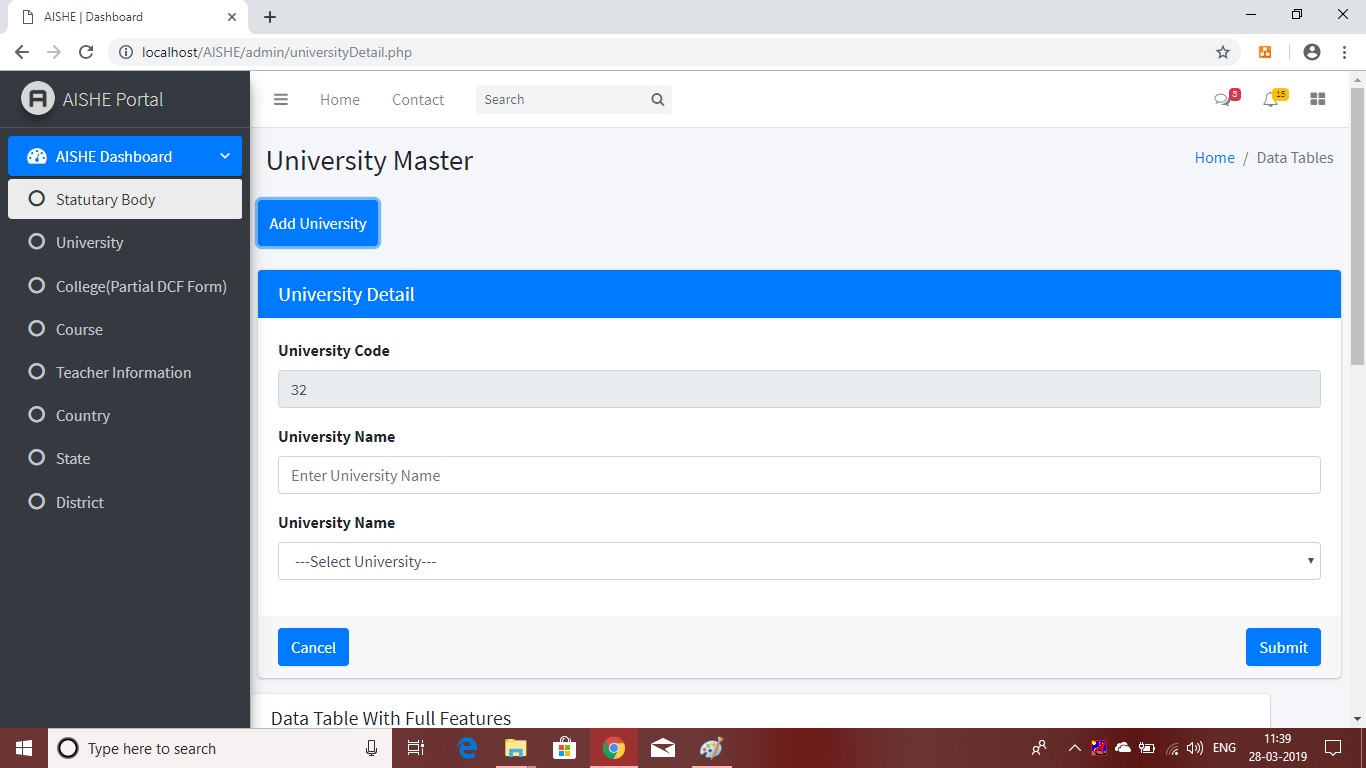 AISHE | Dashboard
localhost/AISHE/admin/universityDetail.php
AISHE Portal
Home
Contact
Search
3
15
AISHE Dashboard
Statutary Body
University
College(Partial DCF Form)
Course
Teacher Information
Country
State
District
University Master
Home / Data Tables
Add University
University Detail
University Code
32
University Name
Enter University Name
University Name
---Select University---
Cancel
Submit
Data Table With Full Features
Type here to search
ENG
11:39
28-03-2019